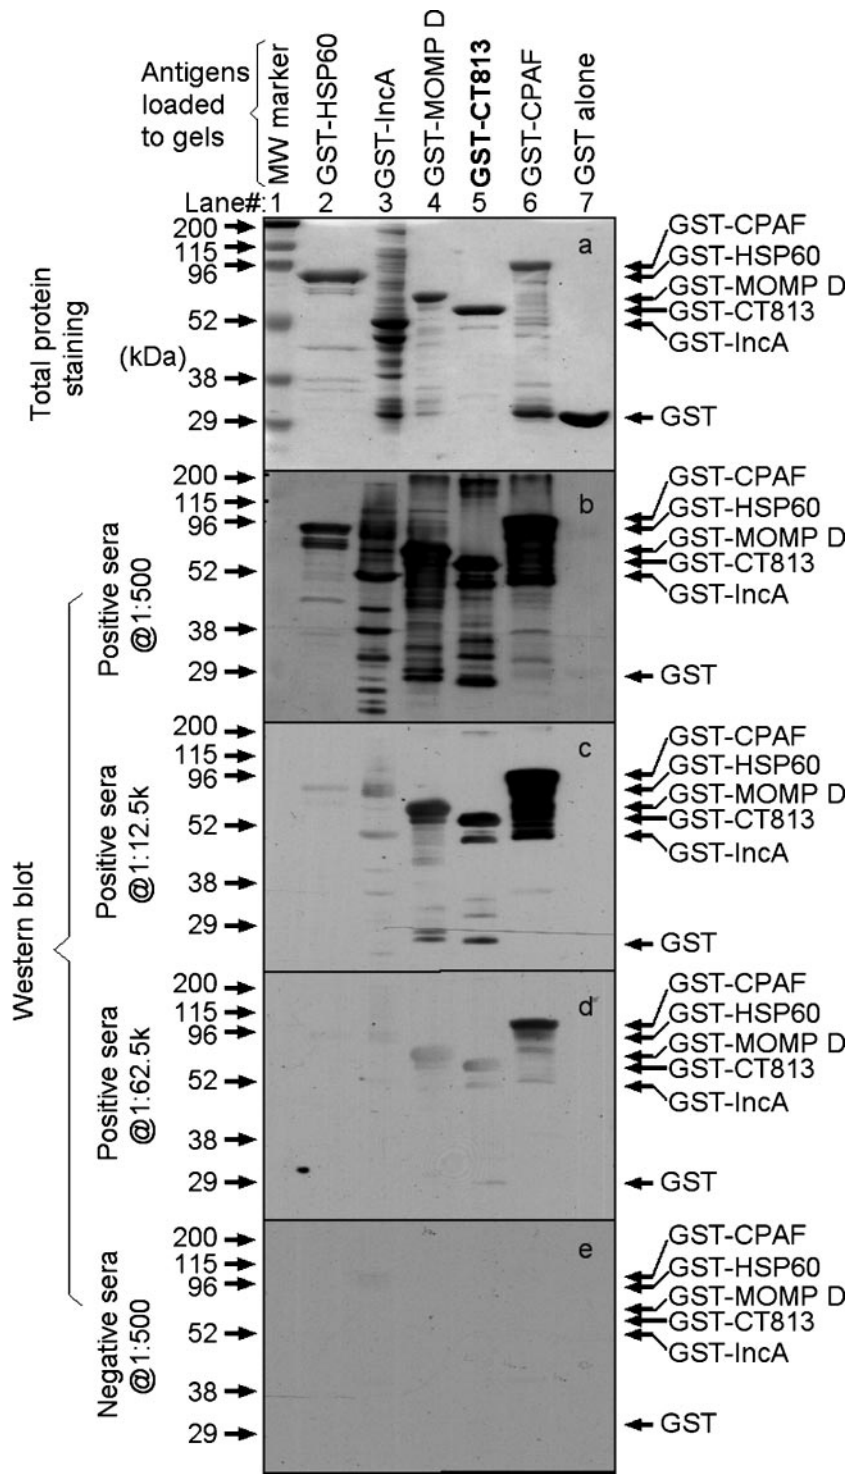 Antigens
loaded
to gels
MW marker
GST-HSP60
GST-IncA
GST-MOMP D
GST-CT813
GST-CPAF
GST alone
Lane#: 1 2 3 4 5 6 7
Total protein
staining
(kDa)
200
115
96
52
38
29
a
GST-CPAF
GST-HSP60
GST-MOMP D
GST-CT813
GST-IncA
GST
Western blot
Positive sera
@1:500
200
115
96
52
38
29
b
GST-CPAF
GST-HSP60
GST-MOMP D
GST-CT813
GST-IncA
GST
Positive sera
@1:12.5k
200
115
96
52
38
29
c
GST-CPAF
GST-HSP60
GST-MOMP D
GST-CT813
GST-IncA
GST
Positive sera
@1:62.5k
200
115
96
52
38
29
d
GST-CPAF
GST-HSP60
GST-MOMP D
GST-CT813
GST-IncA
GST
Negative sera
@1:500
200
115
96
52
38
29
e
GST-CPAF
GST-HSP60
GST-MOMP D
GST-CT813
GST-IncA
GST